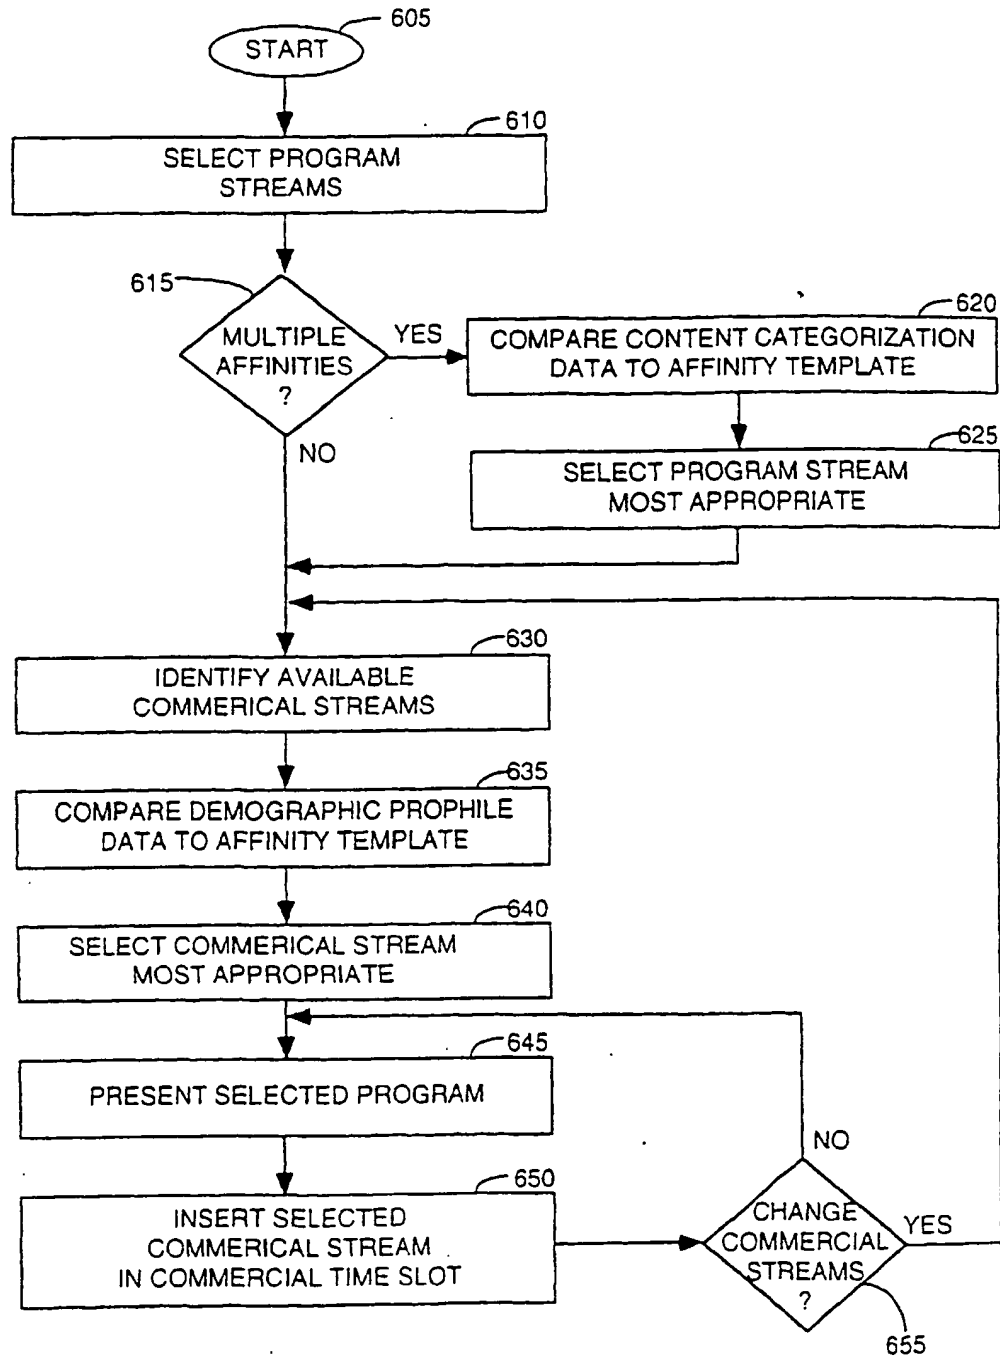 605
START
610
SELECT PROGRAM
STREAMS
615
MULTIPLE
AFFINITIES
?
YES
NO
620
COMPARE CONTENT CATEGORIZATION
DATA TO AFFINITY TEMPLATE
625
SELECT PROGRAM STREAM
MOST APPROPRIATE
630
IDENTIFY AVAILABLE
COMMERICAL STREAMS
635
COMPARE DEMOGRAPHIC PROPHILE
DATA TO AFFINITY TEMPLATE
640
SELECT COMMERICAL STREAM
MOST APPROPRIATE
645
PRESENT SELECTED PROGRAM
650
INSERT SELECTED
COMMERICAL STREAM
IN COMMERCIAL TIME SLOT
NO
CHANGE
COMMERCIAL
STREAMS
?
YES
655